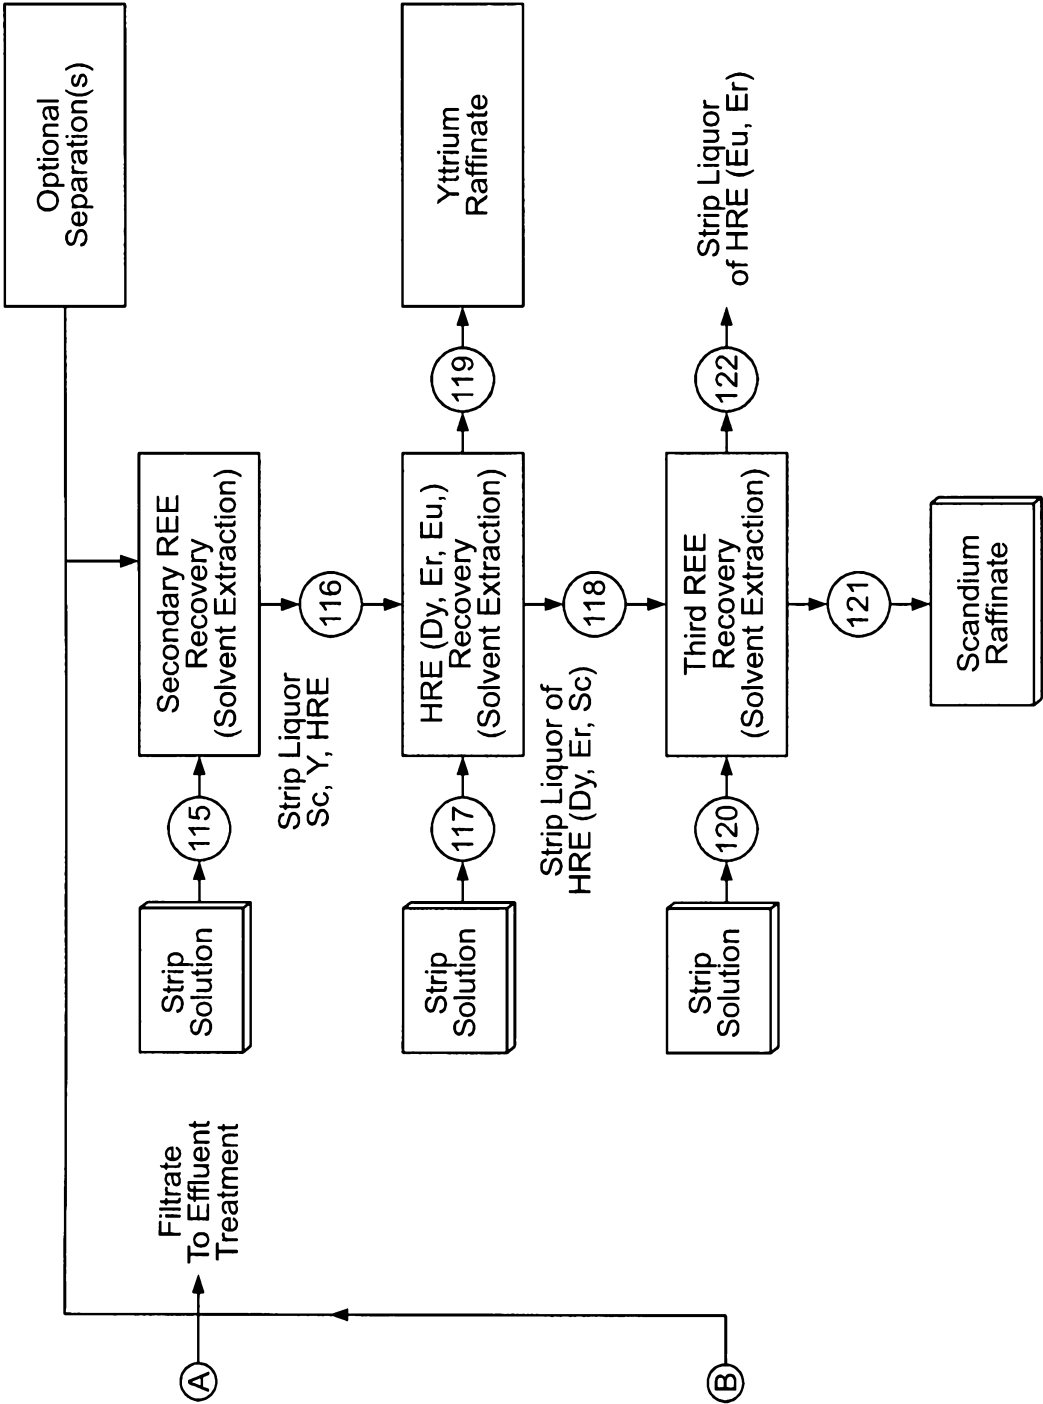 Optional
Separation(s)
Secondary REE
Recovery
(Solvent Extraction)
115
Strip
Solution
Filtrate
To Effluent
Treatment
A
116
Strip Liquor
Sc, Y, HRE
Yttrium
Raffinate
119
HRE (Dy, Er, Eu,)
Recovery
(Solvent Extraction)
117
Strip
Solution
118
Strip Liquor of
HRE (Dy, Er, Sc)
Strip Liquor
of HRE (Eu, Er)
122
Third REE
Recovery
(Solvent Extraction)
120
Strip
Solution
B
121
Scandium
Raffinate